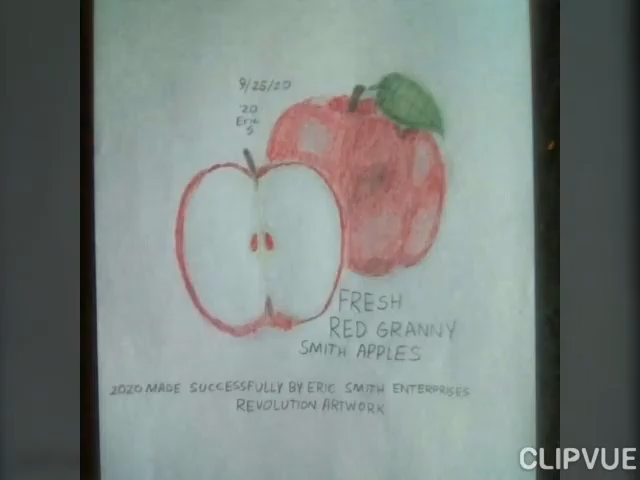 9/25/20
'20
Eric
S
FRESH
RED GRANNY
SMITH APPLES
2020 MADE SUCCESSFULLY BY ERIC SMITH ENTERPRISES
REVOLUTION ARTWORK
CLIPVUE